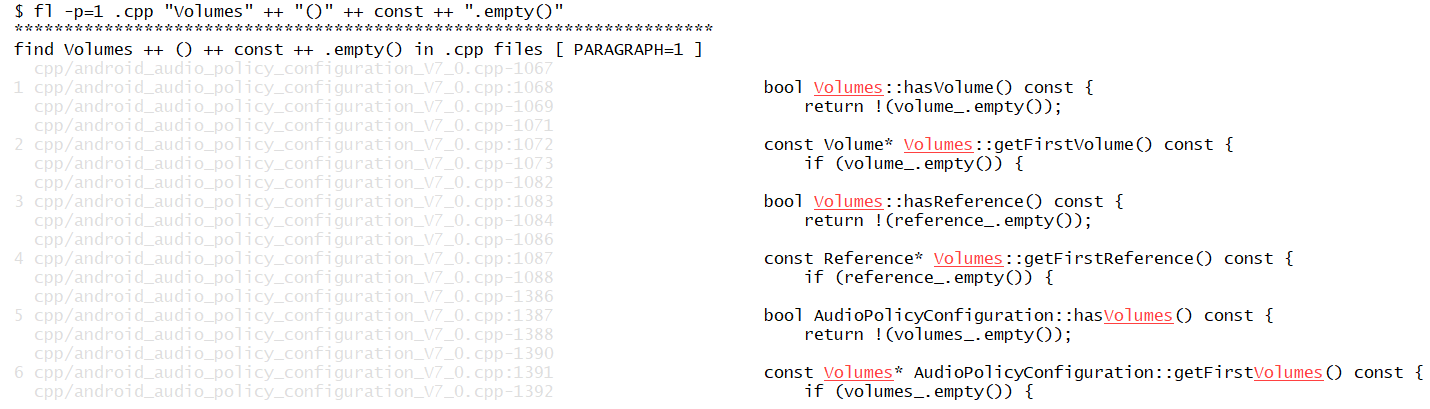 $ fl -p=1 .cpp "Volumes" ++ "()" ++ const ++ ".empty()"
**********************************************************************
find Volumes ++ () ++ const ++ .empty() in .cpp files [ PARAGRAPH=1 ]
cpp/android_audio_policy_configuration_V7_0.cpp-1067
1 cpp/android_audio_policy_configuration_V7_0.cpp:1068 bool Volumes::hasVolume() const {
cpp/android_audio_policy_configuration_V7_0.cpp-1069 return !(volume_.empty());
cpp/android_audio_policy_configuration_V7_0.cpp-1071
2 cpp/android_audio_policy_configuration_V7_0.cpp:1072 const Volume* Volumes::getFirstVolume() const {
cpp/android_audio_policy_configuration_V7_0.cpp-1073 if (volume_.empty()) {
cpp/android_audio_policy_configuration_V7_0.cpp-1082
3 cpp/android_audio_policy_configuration_V7_0.cpp:1083 bool Volumes::hasReference() const {
cpp/android_audio_policy_configuration_V7_0.cpp-1084 return !(reference_.empty());
cpp/android_audio_policy_configuration_V7_0.cpp-1086
4 cpp/android_audio_policy_configuration_V7_0.cpp:1087 const Reference* Volumes::getFirstReference() const {
cpp/android_audio_policy_configuration_V7_0.cpp-1088 if (reference_.empty()) {
cpp/android_audio_policy_configuration_V7_0.cpp-1386
5 cpp/android_audio_policy_configuration_V7_0.cpp:1387 bool AudioPolicyConfiguration::hasVolumes() const {
cpp/android_audio_policy_configuration_V7_0.cpp-1388 return !(volumes_.empty());
cpp/android_audio_policy_configuration_V7_0.cpp-1390
6 cpp/android_audio_policy_configuration_V7_0.cpp:1391 const Volumes* AudioPolicyConfiguration::getFirstVolumes() const {
cpp/android_audio_policy_configuration_V7_0.cpp-1392 if (volumes_.empty()) {